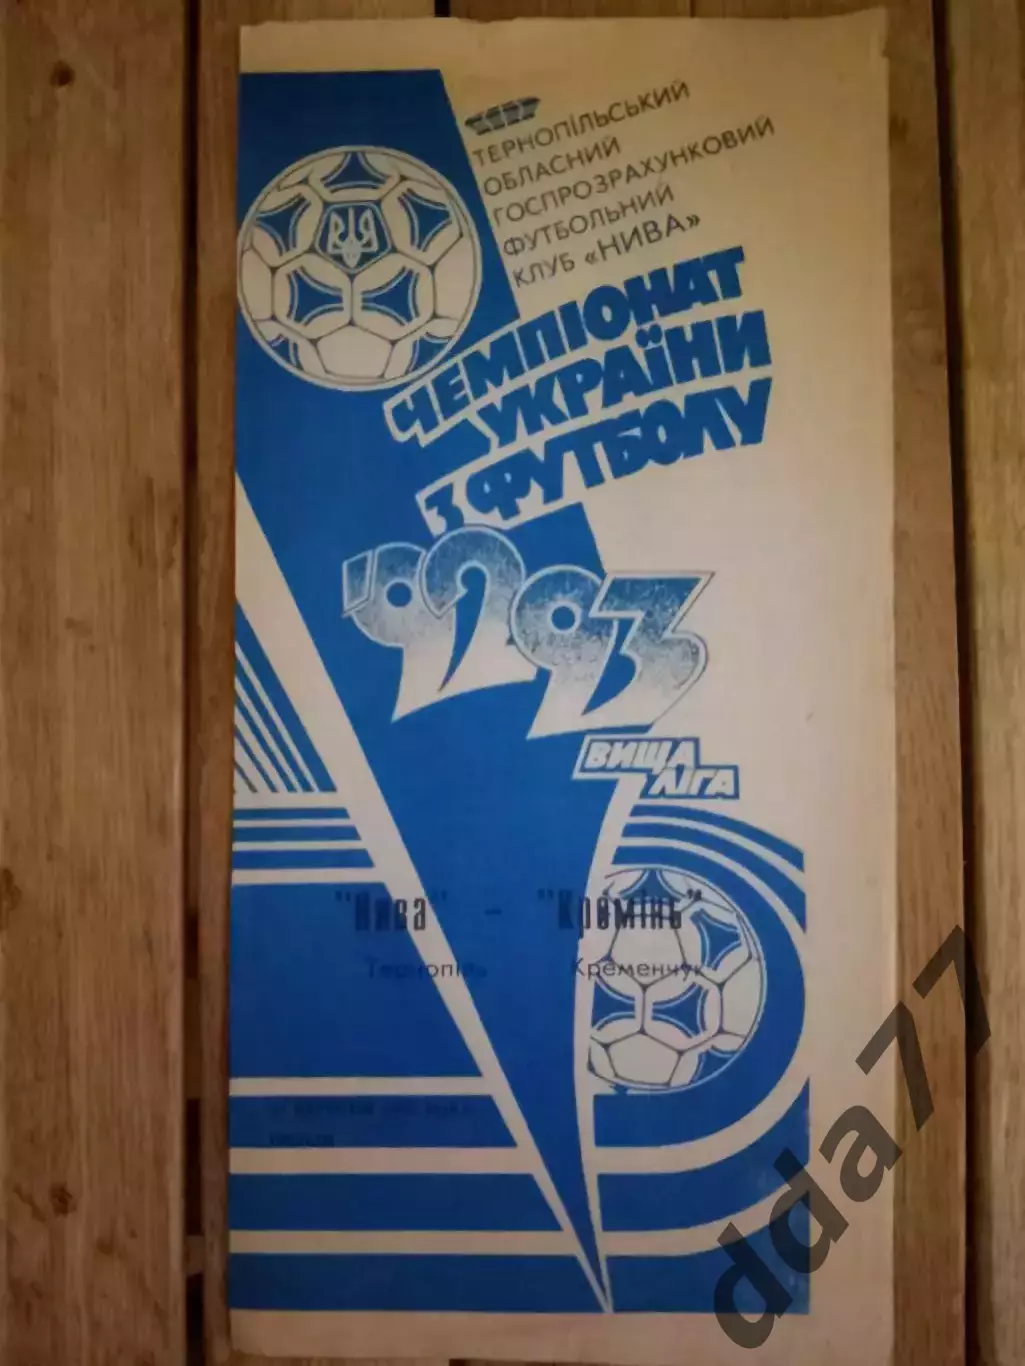 ТЕРНОПІЛЬСЬКИЙ
ОБЛАСНИЙ
ГОСПРОЗРАХУНКОВИЙ
ФУТБОЛЬНИЙ
КЛУБ «НИВА»
ЧЕМПІОНАТ
УКРАЇНИ
З ФУТБОЛУ
'92 93
ВИЩА
ЛІГА
"Нива" - "Кремінь"
Тернопіль Кременчук
dda77